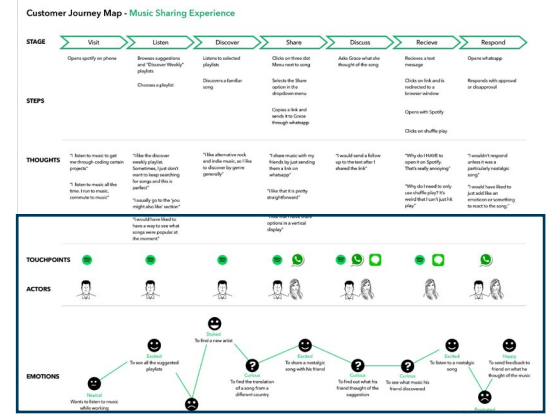 Customer Journey Map - Music Sharing Experience
STAGE
Visit
Listen
Discover
Share
Discuss
Recieve
Respond
STEPS
Opens spotify on phone
Browses suggestions
and "Discover Weekly"
playlists
Chooses a playlist
Listens to selected
playlists
Discovers a familiar
song
Clicks on three dot
Menu next to song
Selects the Share
option in the
dropdown menu
Copies a link and
sends it to Grace
through whatsapp
Asks Grace what she
thought of the song
Recieves a text
message
Clicks on link and is
redirected to a
browser window
Opens with Spotify
Clicks on shuffle play
Opens whatsapp
Responds with approval
or disapproval
THOUGHTS
"I listen to music to get
me through coding certain
projects"
"I listen to music all the
time. I run to music,
commute to music"
"I like the discover
weekly playlist.
Sometimes, I just don't
want to keep searching
for songs and this is
perfect"
"I usually go to the 'you
might also like' section"
"I would have liked to
have a way to see what
songs were popular at
the moment"
"I like alternative rock
and indie music, so I like
to discover by genre
generally"
"I share music with my
friends by just sending
them a link on
whatsapp"
"I like that it is pretty
straightforward"
options in a vertical
display"
"I would send a follow
up to the text after I
shared the link"
"Why do I HAVE to
open it on Spotify.
That's really annoying"
"Why do I need to only
use shuffle play? It's
weird that I can't just hit
play"
"I wouldn't respond
unless it was a
particularly nostalgic
song"
"I would have liked to
just add like an
emoticon or something
to react to the song,"
TOUCHPOINTS
ACTORS
EMOTIONS
Neutral
Wants to listen to music
while working
Excited
To see all the suggested
playlists
Excited
To find a new artist
Curious
To find the translation
of a song from a
different country
Excited
To share a nostalgic
song with his friend
Curious
To find out what his
friend thought of the
suggestion
Curious
To see what music his
friend discovered
Excited
To listen to a nostalgic
song
Happy
To send feedback to
friend on what he
thought of the music
Frustrated